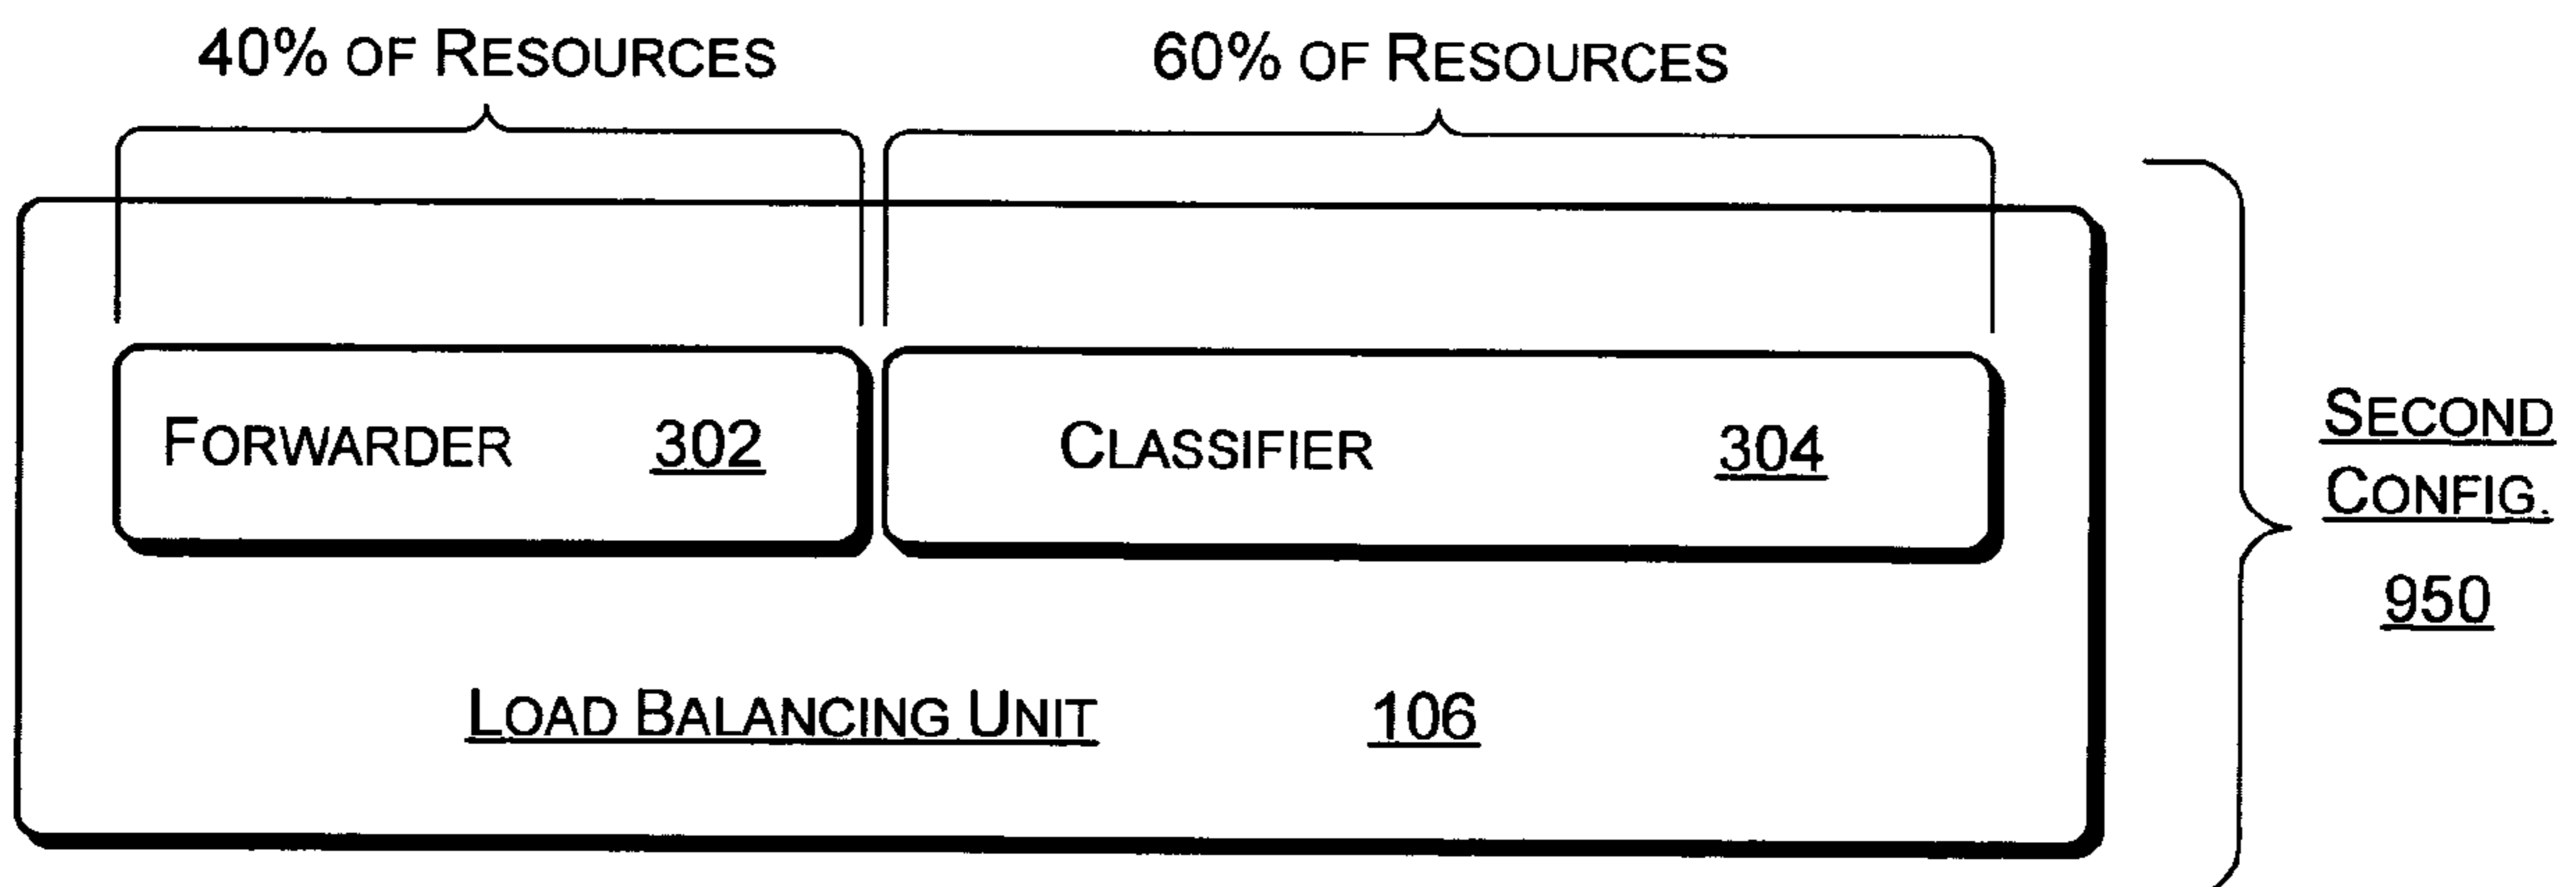 40% OF RESOURCES 60% OF RESOURCES
FORWARDER 302 CLASSIFIER 304
SECOND
CONFIG.
950
LOAD BALANCING UNIT 106